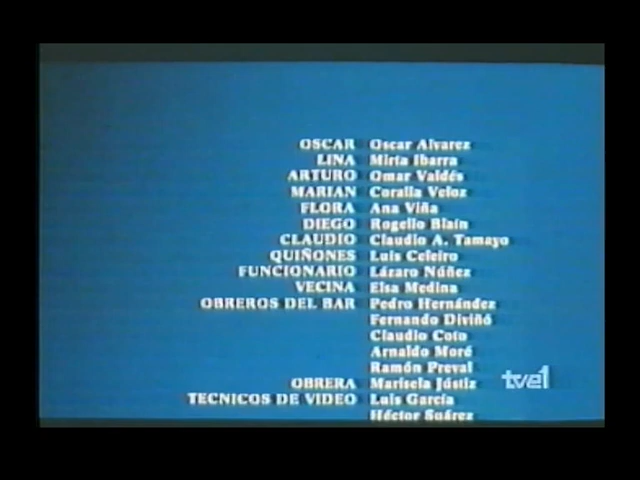 OSCAR Oscar Alvarez
LINA Mirta Ibarra
ARTURO Omar Valdés
MARIAN Coralia Veloz
FLORA Ana Viña
DIEGO Rogelio Blaín
CLAUDIO Claudio A. Tamayo
QUIÑONES Luis Celeiro
FUNCIONARIO Lázaro Núñez
VECINA Elsa Medina
OBREROS DEL BAR Pedro Hernández
Fernando Diviñó
Claudio Coto
Arnaldo Moré
Ramón Preval
OBRERA Marisela Jústiz
TECNICOS DE VIDEO Luis García
Héctor Suárez
tve1